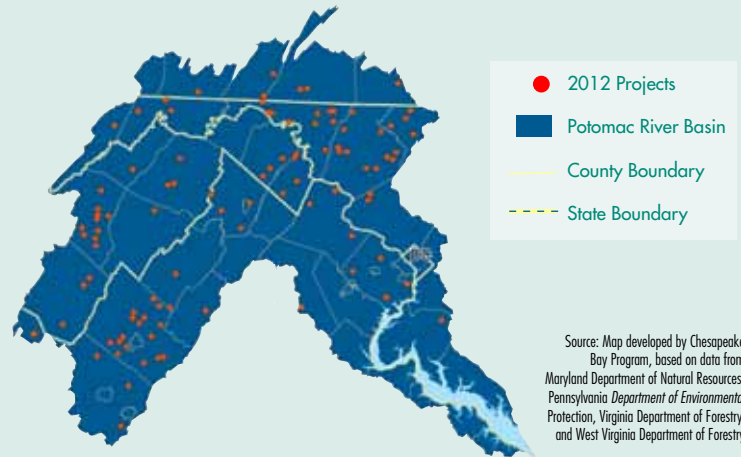 2012 Projects
Potomac River Basin
County Boundary
State Boundary
DC
Source: Map developed by Chesapeake
Bay Program, based on data from
Maryland Department of Natural Resources,
Pennsylvania Department of Environmental
Protection, Virginia Department of Forestry,
and West Virginia Department of Forestry